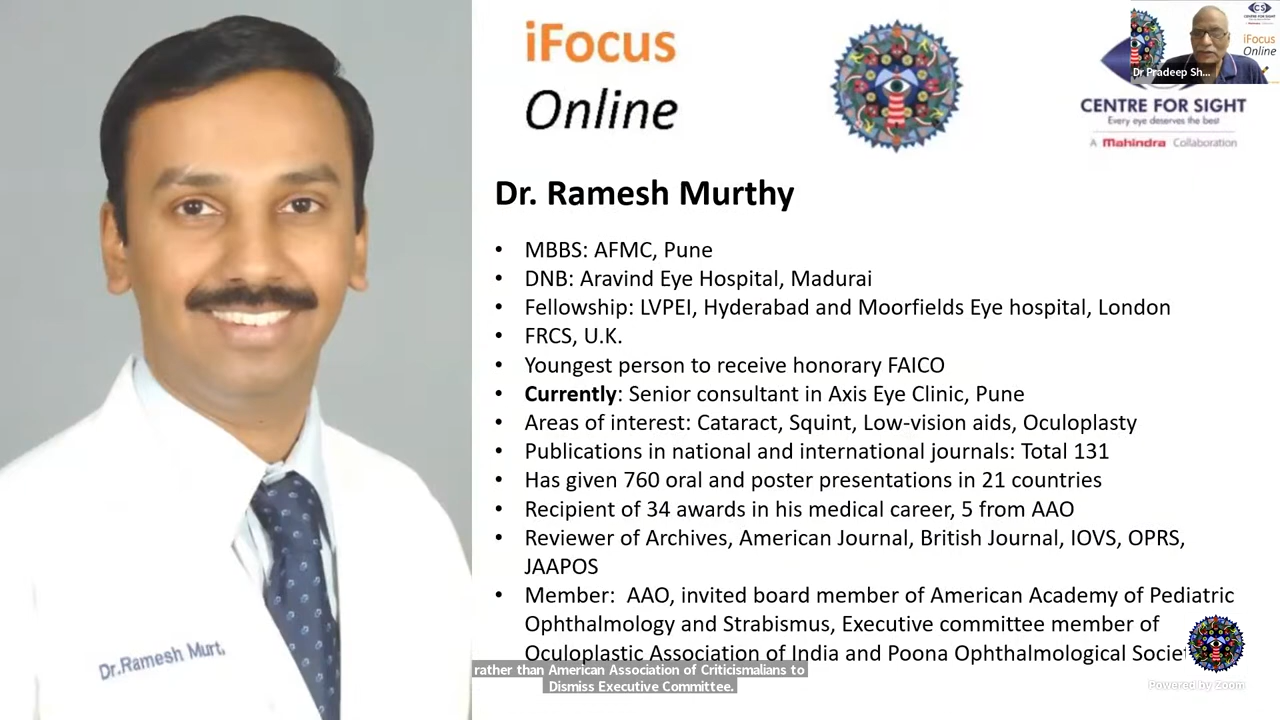 iFocus
Online
CENTRE FOR SIGHT
Every eye deserves the best
A Mahindra Collaboration
Dr Pradeep Sh...
iFocus
Online
Dr. Ramesh Murthy
• MBBS: AFMC, Pune
• DNB: Aravind Eye Hospital, Madurai
• Fellowship: LVPEI, Hyderabad and Moorfields Eye hospital, London
• FRCS, U.K.
• Youngest person to receive honorary FAICO
• Currently: Senior consultant in Axis Eye Clinic, Pune
• Areas of interest: Cataract, Squint, Low-vision aids, Oculoplasty
• Publications in national and international journals: Total 131
• Has given 760 oral and poster presentations in 21 countries
• Recipient of 34 awards in his medical career, 5 from AAO
• Reviewer of Archives, American Journal, British Journal, IOVS, OPRS,
JAAPOS
• Member: AAO, invited board member of American Academy of Pediatric
Ophthalmology and Strabismus, Executive committee member of
Oculoplastic Association of India and Poona Ophthalmological Societ
rather than American Association of Criticismalians to
Dismiss Executive Committee.
Dr.Ramesh Murt.
Powered by Zoom